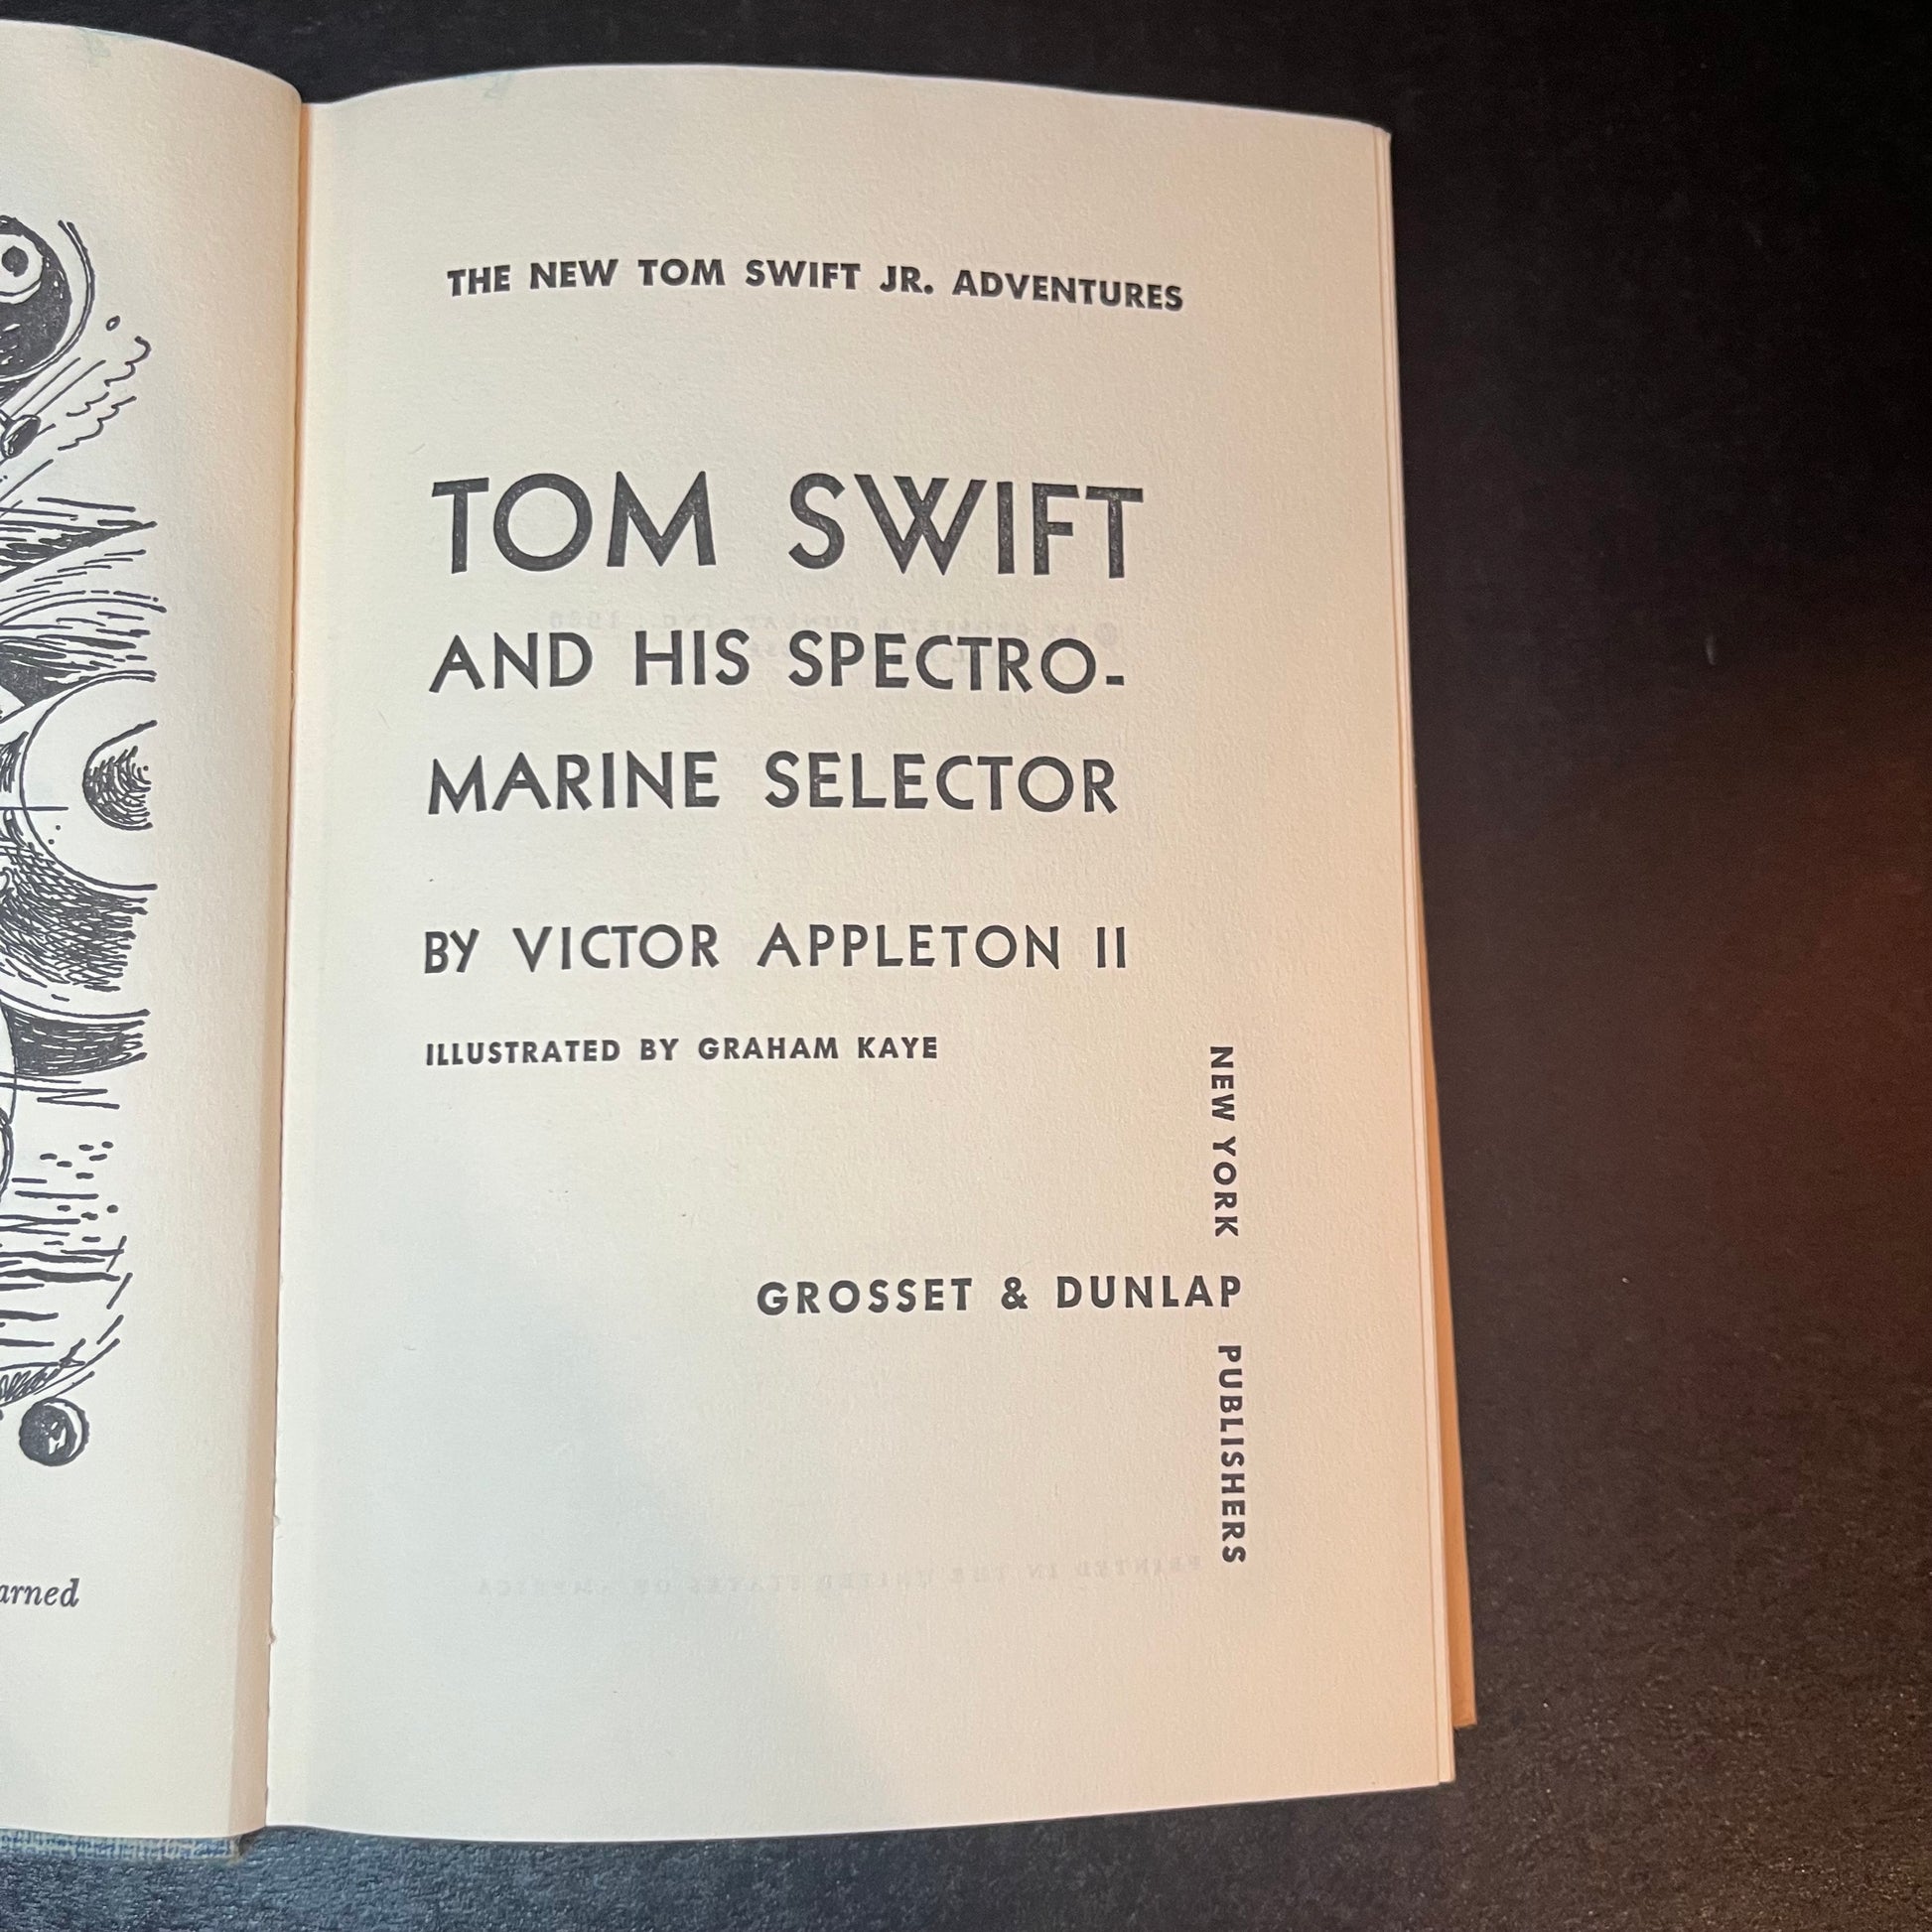 THE NEW TOM SWIFT JR. ADVENTURES
TOM SWIFT
AND HIS SPECTRO-
MARINE SELECTOR
BY VICTOR APPLETON II
ILLUSTRATED BY GRAHAM KAYE
NEW YORK
GROSSET & DUNLAP
PUBLISHERS
arned